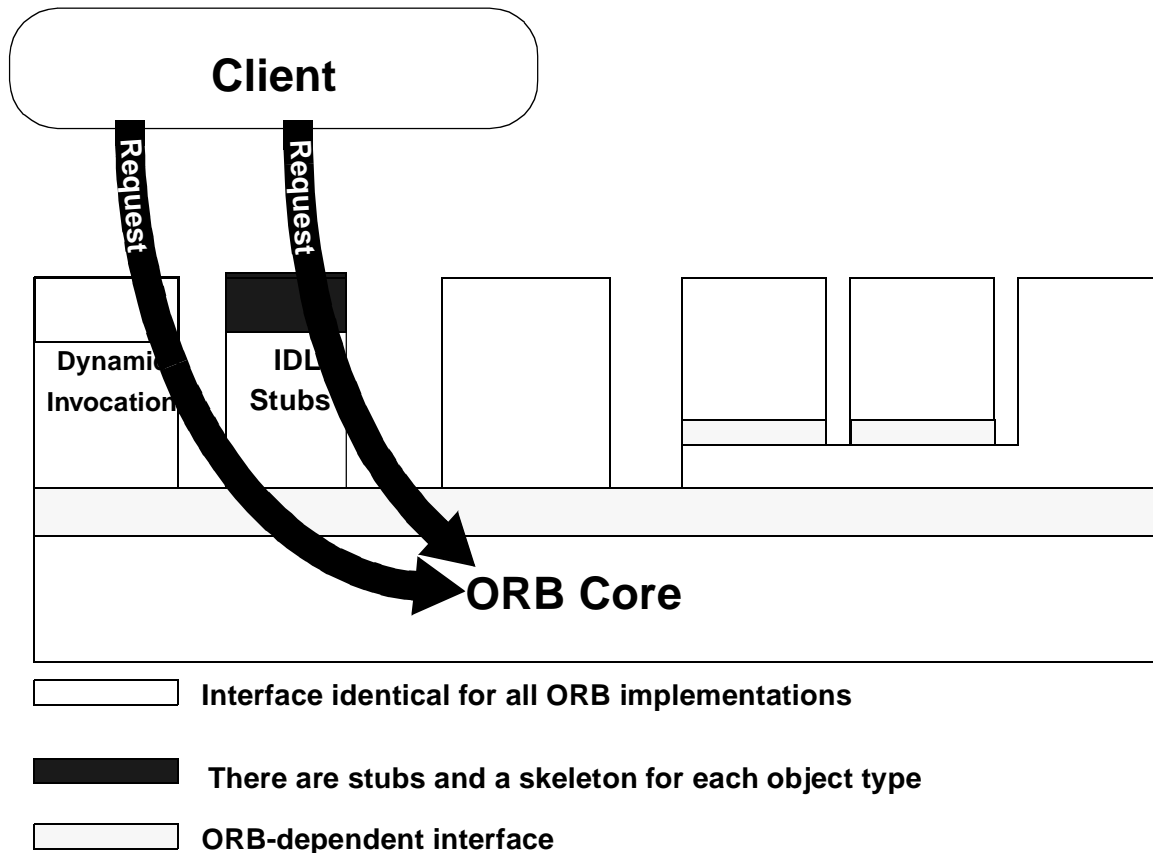 Client
Request
Request
Dynamic
Invocation
IDL
Stubs
ORB Core
Interface identical for all ORB implementations
There are stubs and a skeleton for each object type
ORB-dependent interface